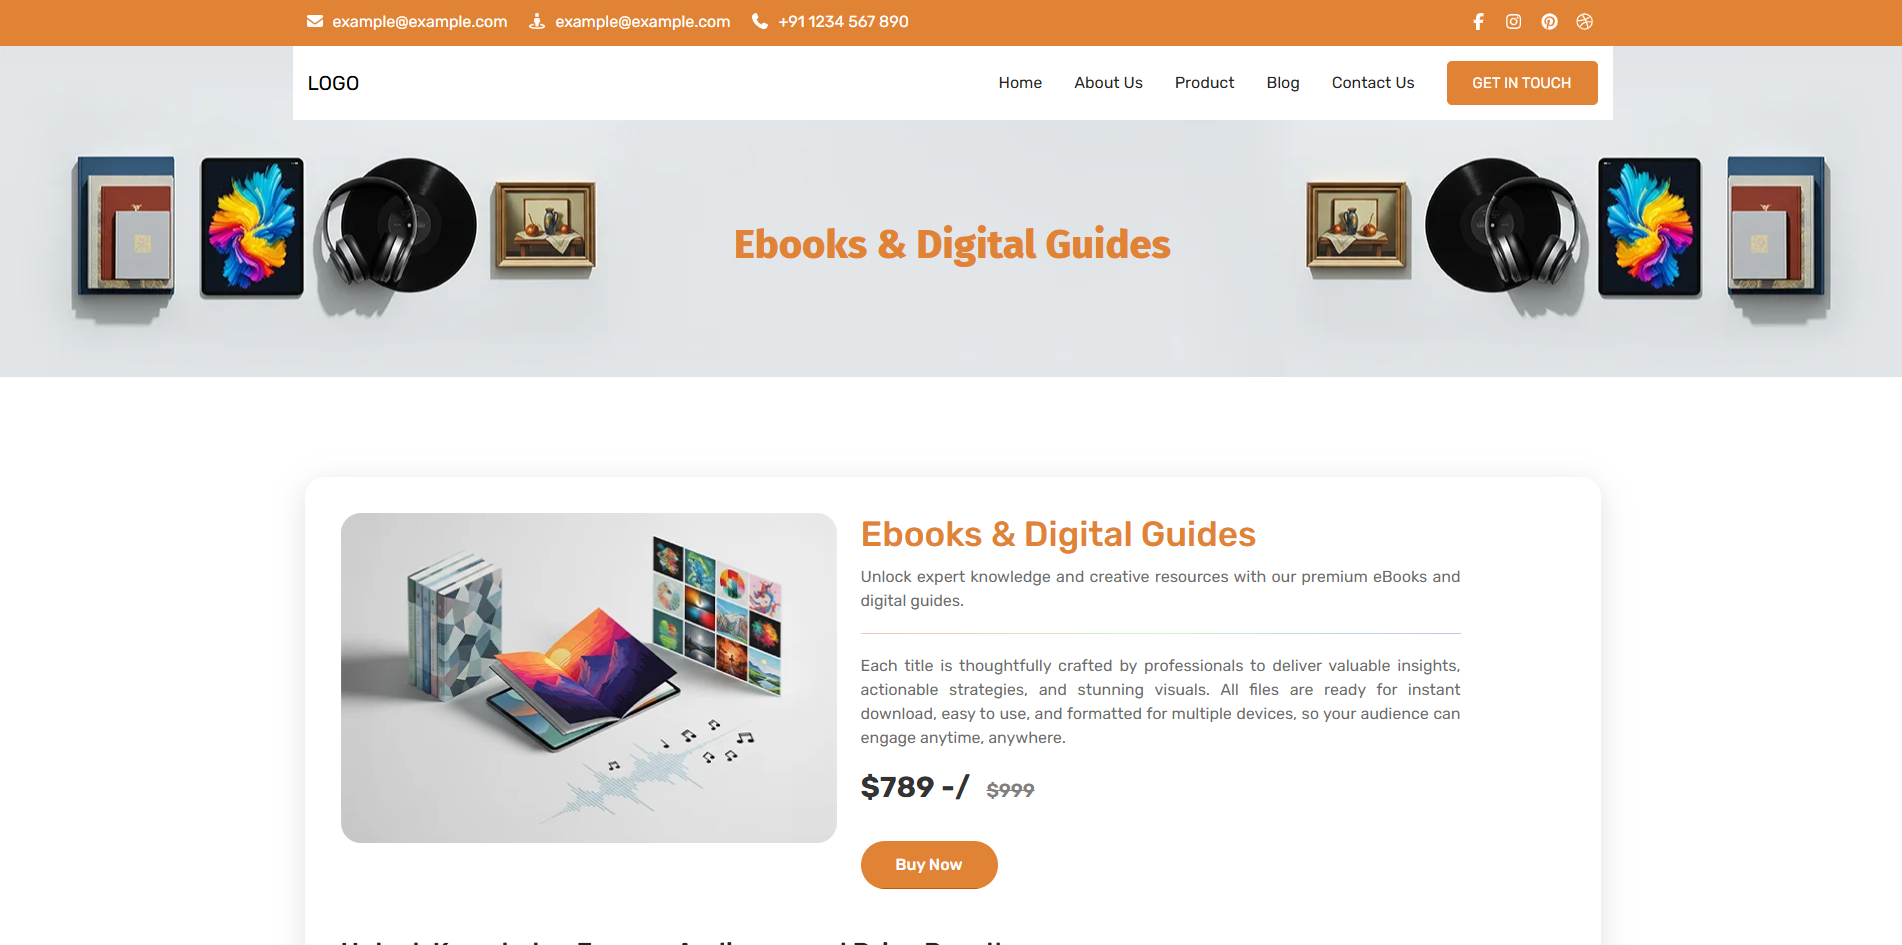 example@example.com example@example.com +91 1234 567 890
LOGO Home About Us Product Blog Contact Us GET IN TOUCH
Ebooks & Digital Guides
Ebooks & Digital Guides
Unlock expert knowledge and creative resources with our premium eBooks and
digital guides.
Each title is thoughtfully crafted by professionals to deliver valuable insights,
actionable strategies, and stunning visuals. All files are ready for instant
download, easy to use, and formatted for multiple devices, so your audience can
engage anytime, anywhere.
$789 -/ $999
Buy Now